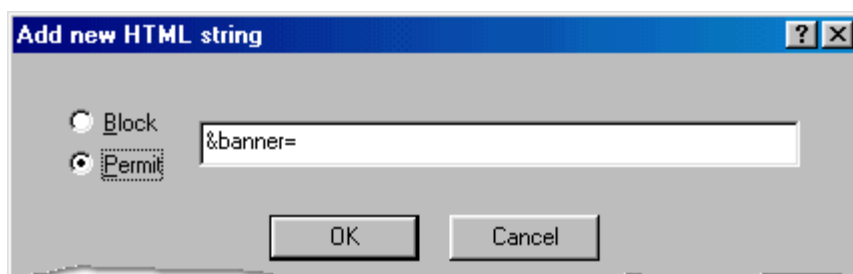 Add new HTML string
Block
&banner=
Permit
OK Cancel